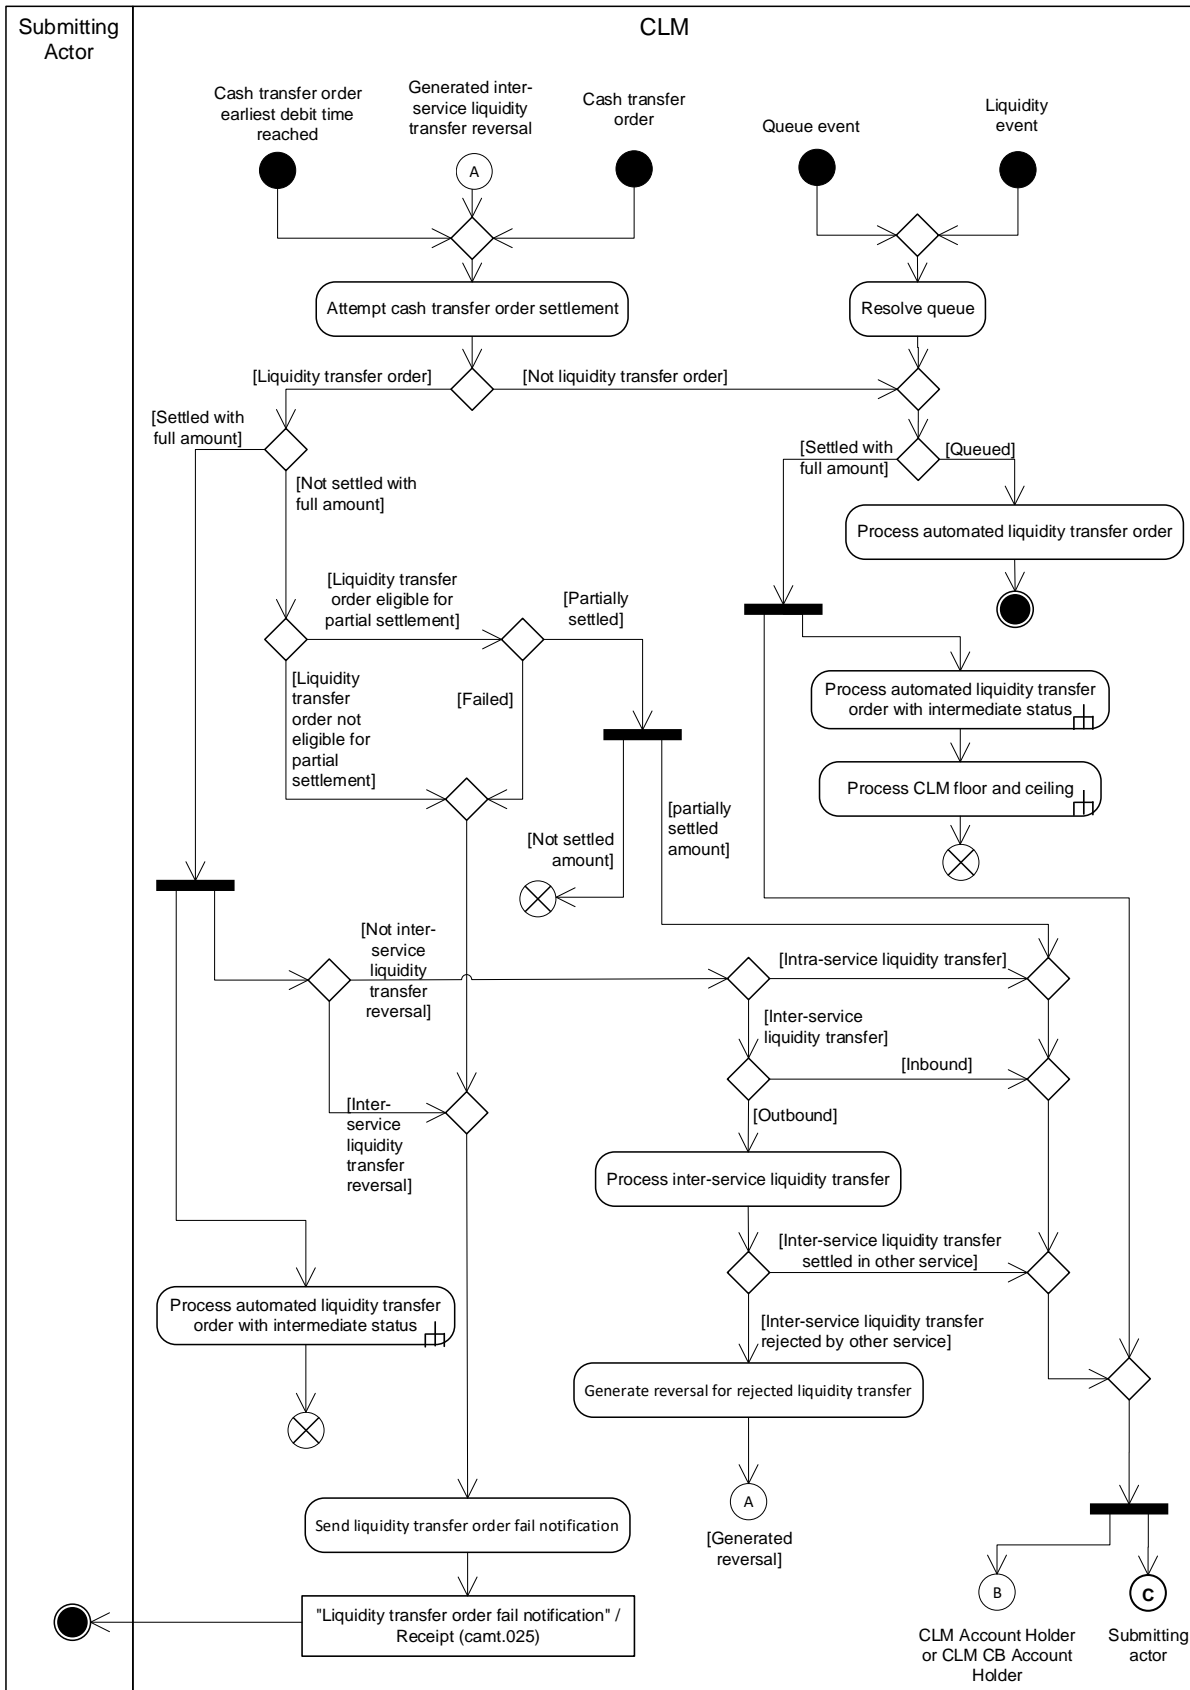 Submitting
Actor
CLM
Cash transfer order
earliest debit time
reached
Generated inter-
service liquidity
transfer reversal
Cash transfer
order
Queue event
Liquidity
event
A
Attempt cash transfer order settlement
Resolve queue
[Liquidity transfer order]
[Not liquidity transfer order]
[Settled with
full amount]
[Not settled with
full amount]
[Settled with
full amount]
[Queued]
Process automated liquidity transfer order
[Liquidity transfer
order eligible for
partial settlement]
[Partially
settled]
[Liquidity
transfer
order not
eligible for
partial
settlement]
[Failed]
Process automated liquidity transfer
order with intermediate status
Process CLM floor and ceiling
[Not settled
amount]
[partially
settled
amount]
[Not inter-
service
liquidity
transfer
reversal]
[Intra-service liquidity transfer]
[Inter-service
liquidity transfer]
[Inbound]
[Inter-
service
liquidity
transfer
reversal]
[Outbound]
Process inter-service liquidity transfer
[Inter-service liquidity transfer
settled in other service]
Process automated liquidity transfer
order with intermediate status
[Inter-service liquidity transfer
rejected by other service]
Generate reversal for rejected liquidity transfer
A
[Generated
reversal]
Send liquidity transfer order fail notification
"Liquidity transfer order fail notification" /
Receipt (camt.025)
B
C
CLM Account Holder
or CLM CB Account
Holder
Submitting
actor